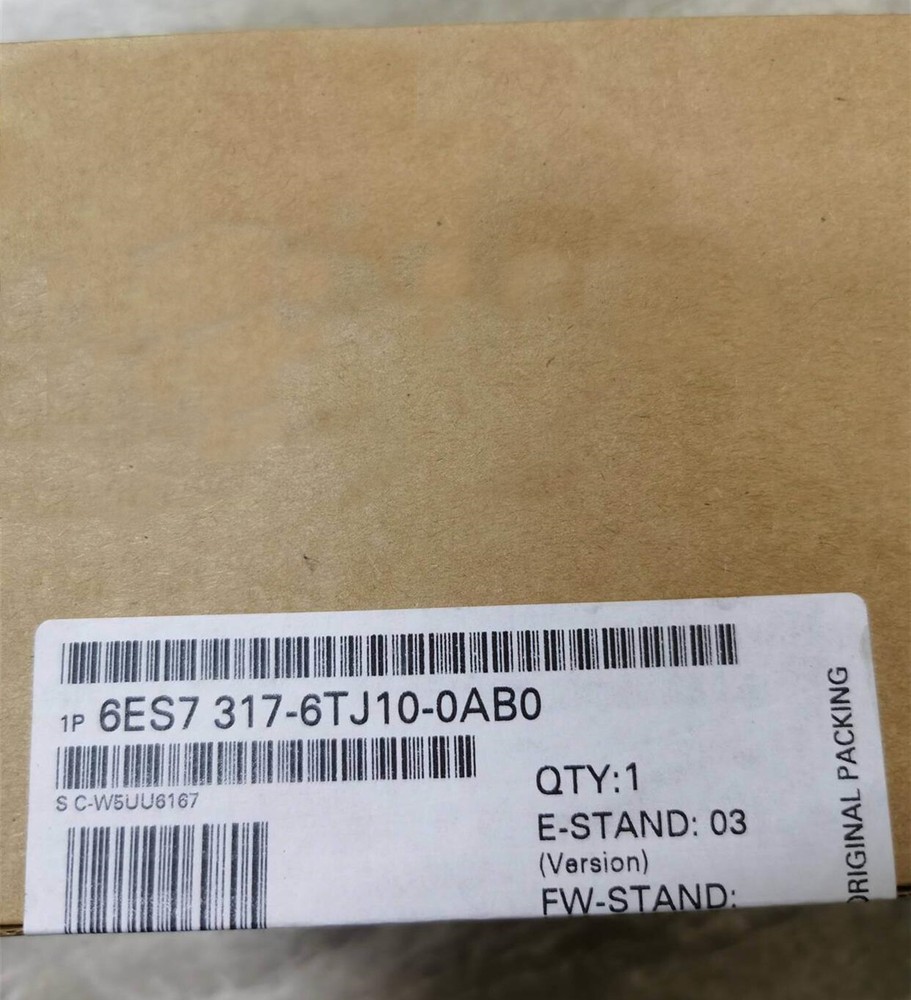 1P 6ES7 317-6TJ10-0AB0
S C-W5UU6167
QTY:1
E-STAND: 03
(Version)
FW-STAND:
ORIGINAL PACKING